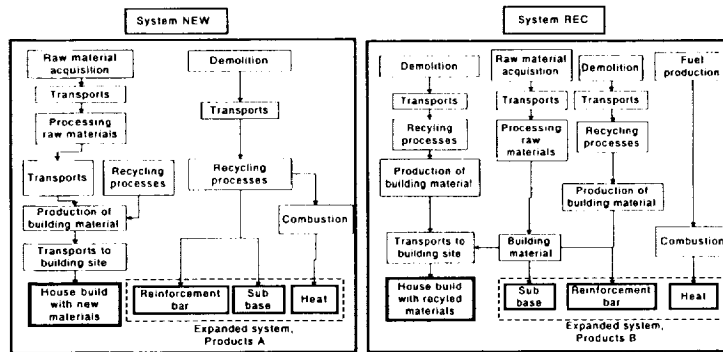 System NEW
Raw material
acquisition
Transports
Processing
raw materials
Transports
Recycling
processes
Production of
building material
Transports to
building site
House build
with new
materials
Demolition
Transports
Recycling
processes
Combustion
Reinforcement
bar
Sub
base
Heat
Expanded system,
Products A
System REC
Demolition
Transports
Recyling
processes
Production of
building material
Transports to
building site
House build
with recyled
materials
Raw material
acquisition
Transports
Processing
raw
materials
Building
material
Sub
base
Demolition
Transports
Recycling
processes
Production of
building material
Reinforcement
bar
Fuel
production
Combustion
Heat
Expanded system,
Products B